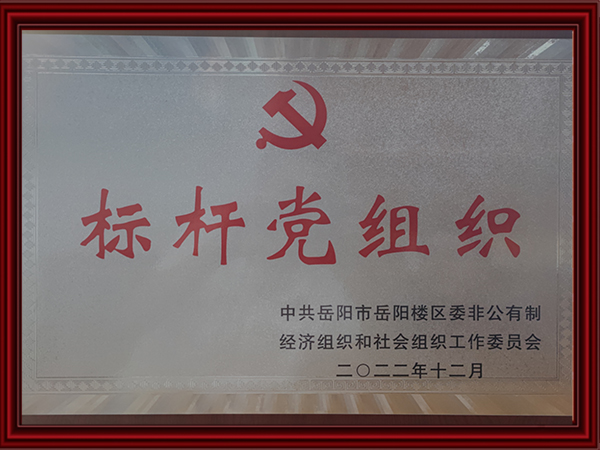 标杆党组织
中共岳阳市岳阳楼区委非公有制
经济组织和社会组织工作委员会
二〇二二年十二月